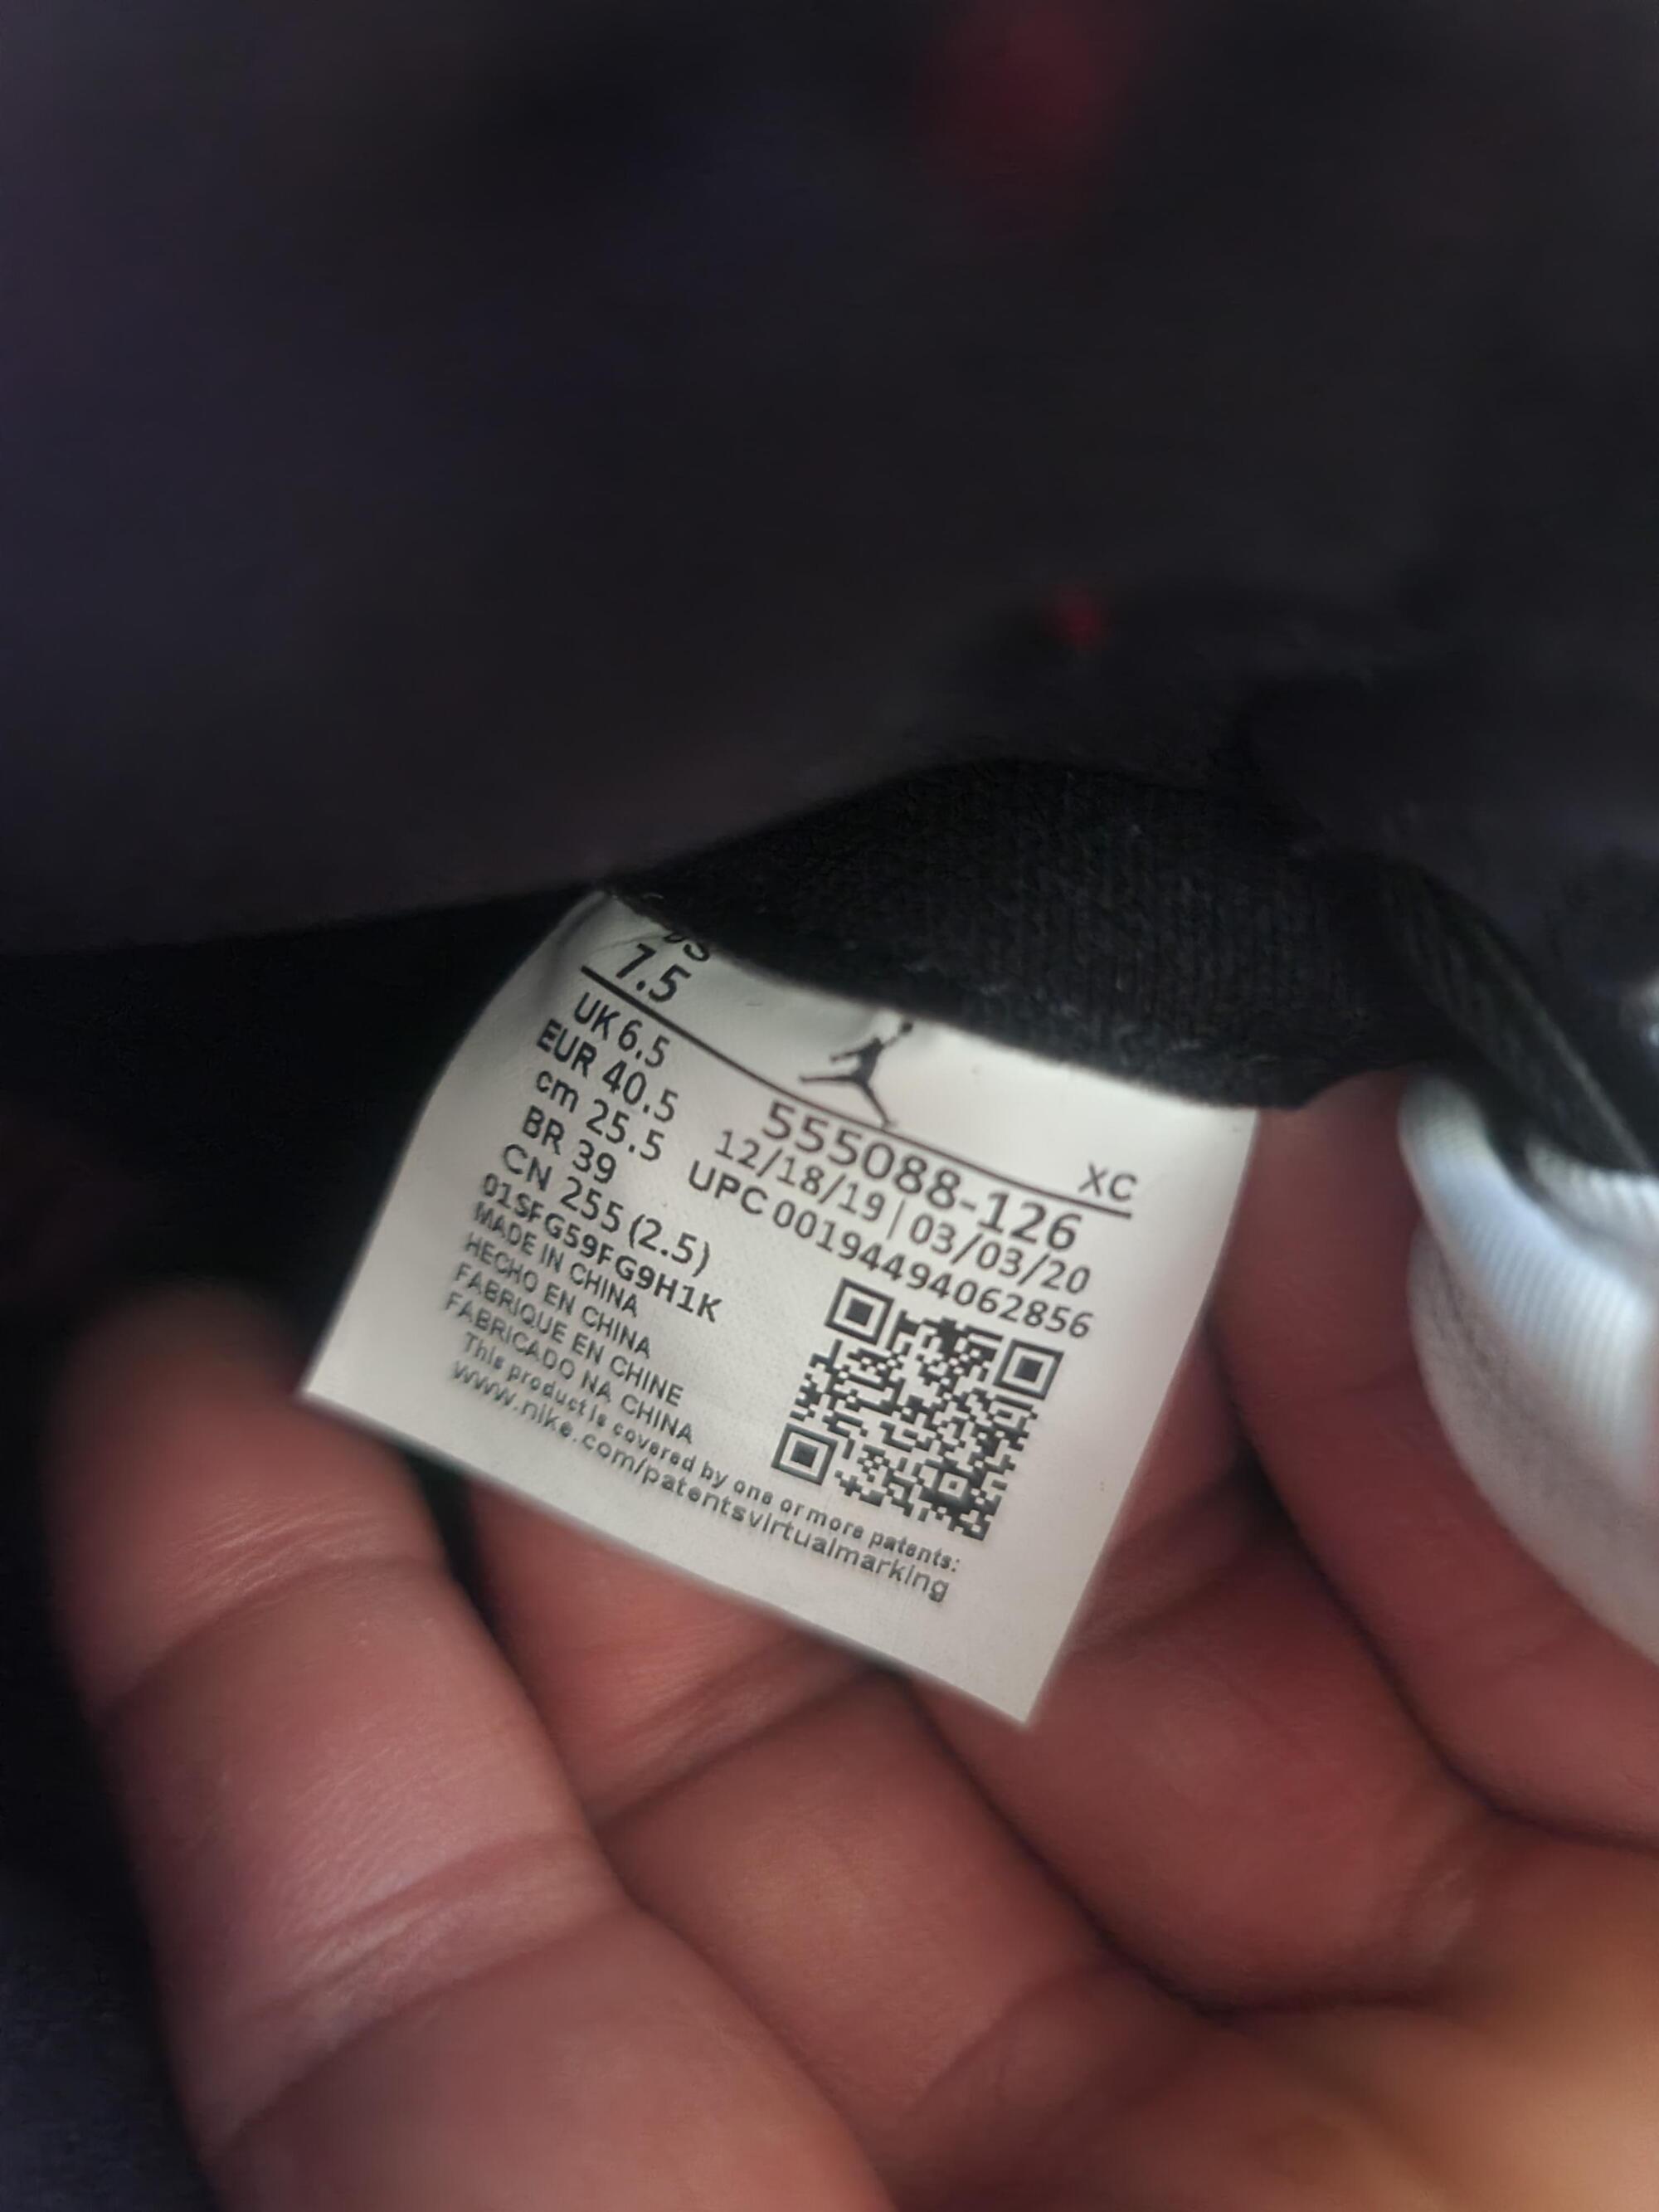 US
7.5
UK 6.5
EUR 40.5
cm 25.5
BR 39
CN 255 (2.5)
01SFG59FG9H1K
MADE IN CHINA
HECHO EN CHINA
FABRIQUE EN CHINE
FABRICADO NA CHINA
XC
555088-126
12/18/19 | 03/03/20
UPC 00194494062856
This product is covered by one or more patents:
www.nike.com/patentsvirtualmarking